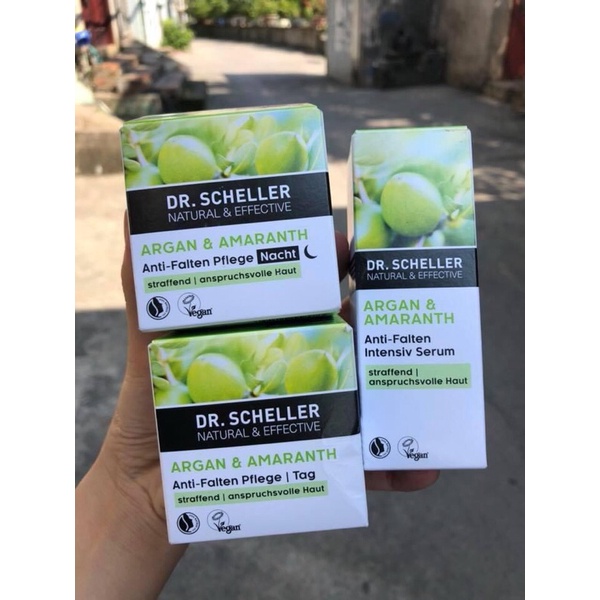 DR. SCHELLER
NATURAL & EFFECTIVE
ARGAN & AMARANTH
Anti-Falten Pflege Nacht
straffend | anspruchsvolle Haut
Vegan
DR. SCHELLER
NATURAL & EFFECTIVE
ARGAN & AMARANTH
Anti-Falten Pflege | Tag
straffend | anspruchsvolle Haut
Vegan
DR. SCHELLER
NATURAL & EFFECTIVE
ARGAN &
AMARANTH
Anti-Falten
Intensiv Serum
straffend |
anspruchsvolle Haut
Vegan